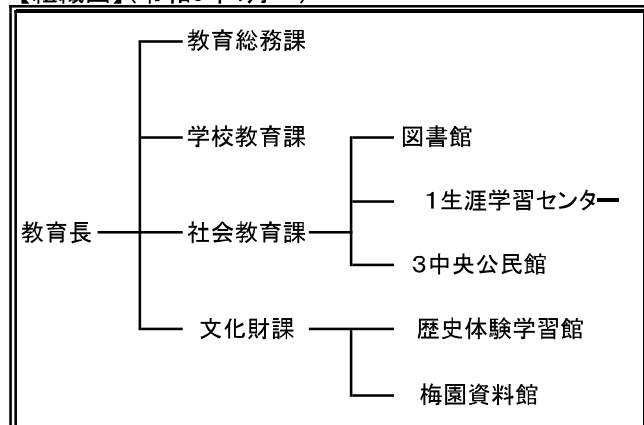 教育総務課
学校教育課
図書館
1生涯学習センター
教育長
社会教育課
3中央公民館
文化財課
歴史体験学習館
梅園資料館